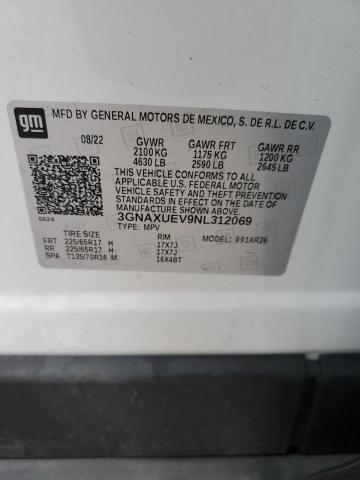 gm
MFD BY GENERAL MOTORS DE MEXICO, S. DE R.L. DE C.V.
08/22 GVWR GAWR FRT GAWR RR
2100 KG 1175 KG 1200 KG
4630 LB 2590 LB 2645 LB
THIS VEHICLE CONFORMS TO ALL
APPLICABLE U.S. FEDERAL MOTOR
VEHICLE SAFETY AND THEFT
PREVENTION STANDARDS IN EFFECT
ON THE DATE OF MANUFACTURE
SHOWN ABOVE.
3GNAXUEV9NL312069
TYPE: MPV MODEL: 991XR26
TIRE SIZE RIM
FRT 225/65R17 H 17X7J
RR 225/65R17 H 17X7J
SPA T135/70R16 M 16X4BT